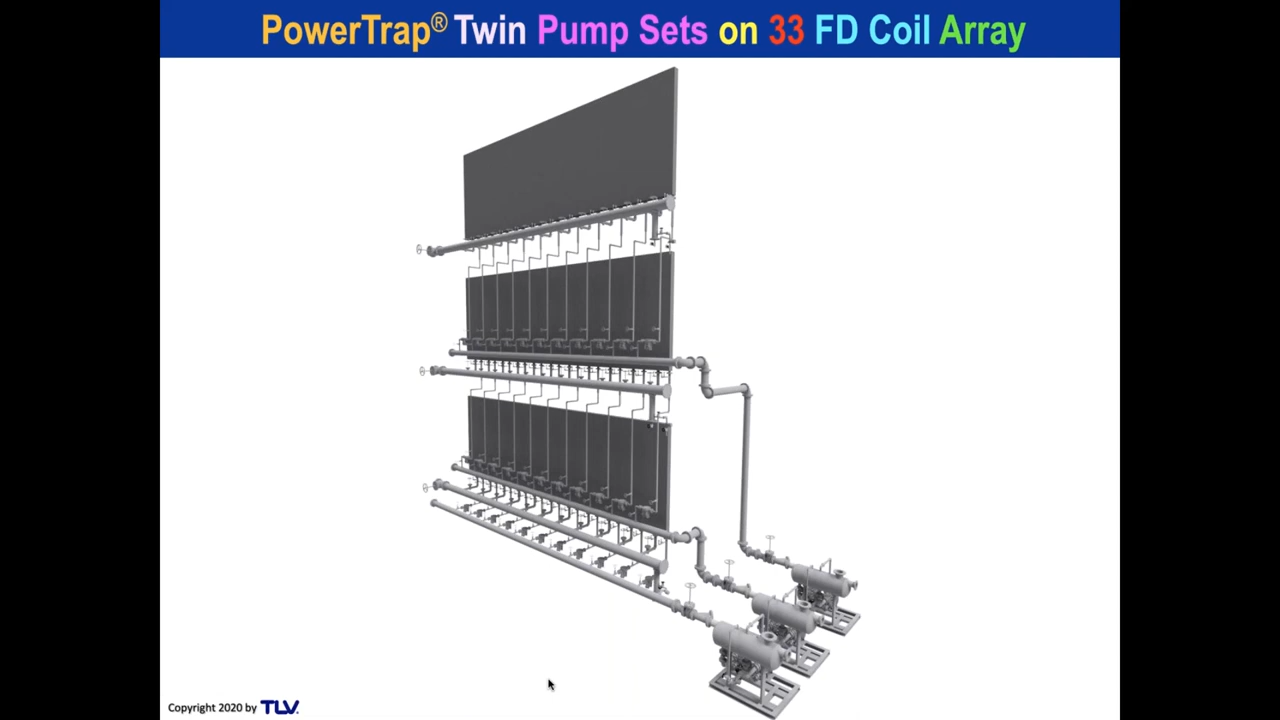 PowerTrap® Twin Pump Sets on 33 FD Coil Array
Copyright 2020 by TLV.